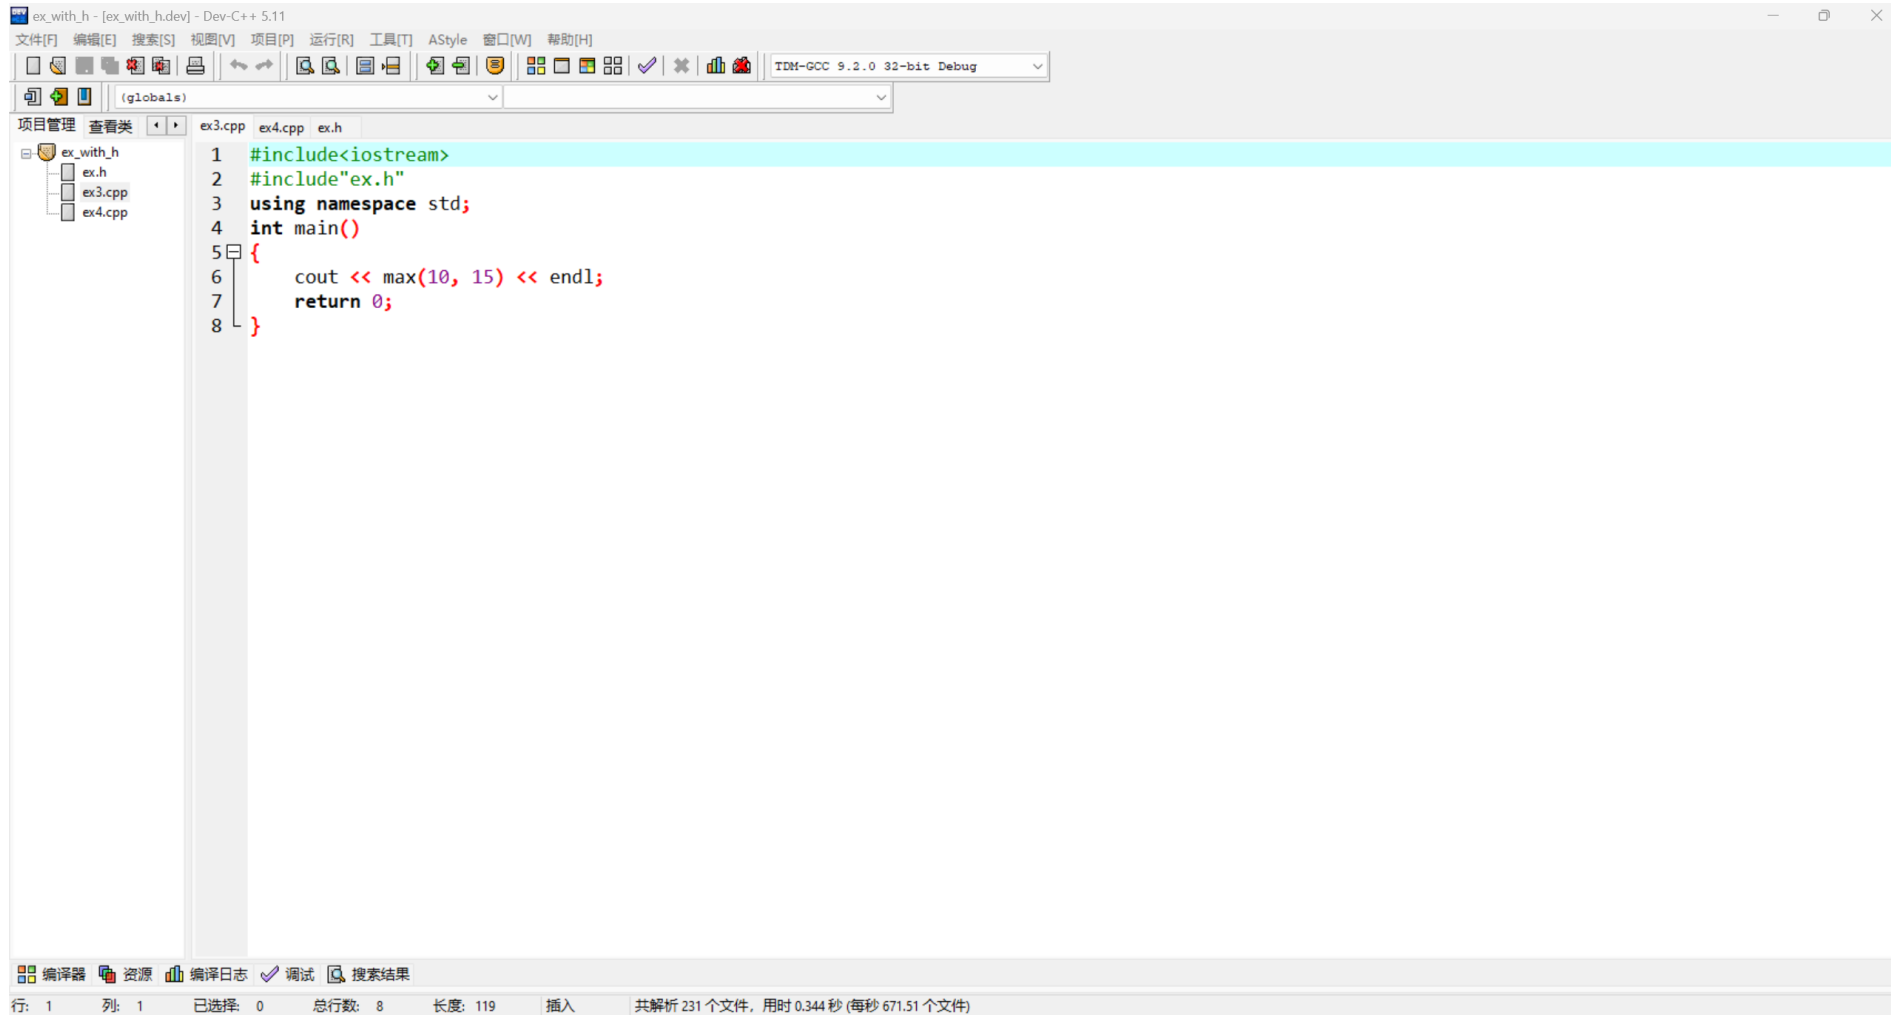 ex_with_h - [ex_with_h.dev] - Dev-C++ 5.11
文件[F] 编辑[E] 搜索[S] 视图[V] 项目[P] 运行[R] 工具[T] AStyle 窗口[W] 帮助[H]
TDM-GCC 9.2.0 32-bit Debug
(globals)
项目管理 查看类
ex_with_h
ex.h
ex3.cpp
ex4.cpp
ex3.cpp ex4.cpp ex.h
1 #include<iostream>
2 #include"ex.h"
3 using namespace std;
4 int main()
5 {
6     cout << max(10, 15) << endl;
7     return 0;
8 }
编译器 资源 编译日志 调试 搜索结果
行: 1 列: 1 已选择: 0 总行数: 8 长度: 119 插入 共解析 231 个文件，用时 0.344 秒 (每秒 671.51 个文件)